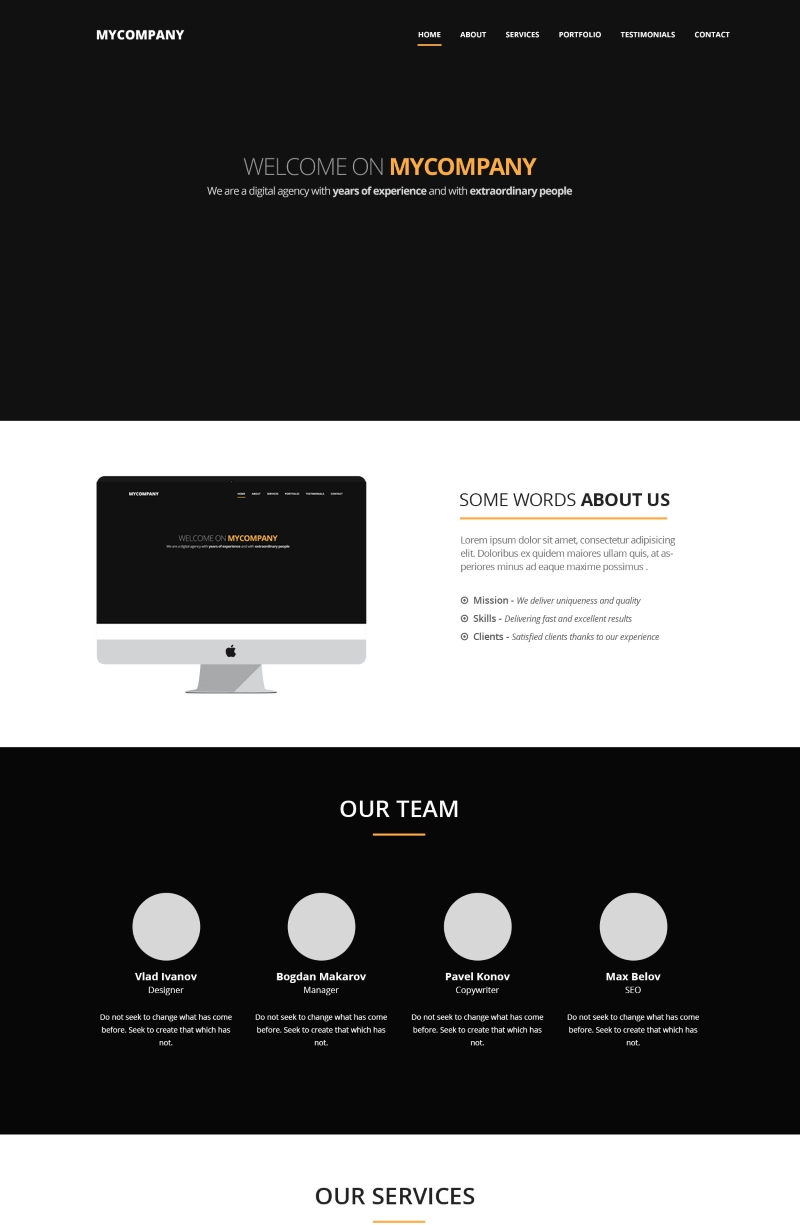 MYCOMPANY
HOME ABOUT SERVICES PORTFOLIO TESTIMONIALS CONTACT
WELCOME ON MYCOMPANY
We are a digital agency with years of experience and with extraordinary people
MYCOMPANY
HOME ABOUT SERVICES PORTFOLIO TESTIMONIALS CONTACT
WELCOME ON MYCOMPANY
We are a digital agency with years of experience and with extraordinary people
SOME WORDS ABOUT US
Lorem ipsum dolor sit amet, consectetur adipisicing
elit. Doloribus ex quidem maiores ullam quis, at as-
periores minus ad eaque maxime possimus .
Mission - We deliver uniqueness and quality
Skills - Delivering fast and excellent results
Clients - Satisfied clients thanks to our experience
OUR TEAM
Vlad Ivanov
Designer
Do not seek to change what has come
before. Seek to create that which has
not.
Bogdan Makarov
Manager
Do not seek to change what has come
before. Seek to create that which has
not.
Pavel Konov
Copywriter
Do not seek to change what has come
before. Seek to create that which has
not.
Max Belov
SEO
Do not seek to change what has come
before. Seek to create that which has
not.
OUR SERVICES